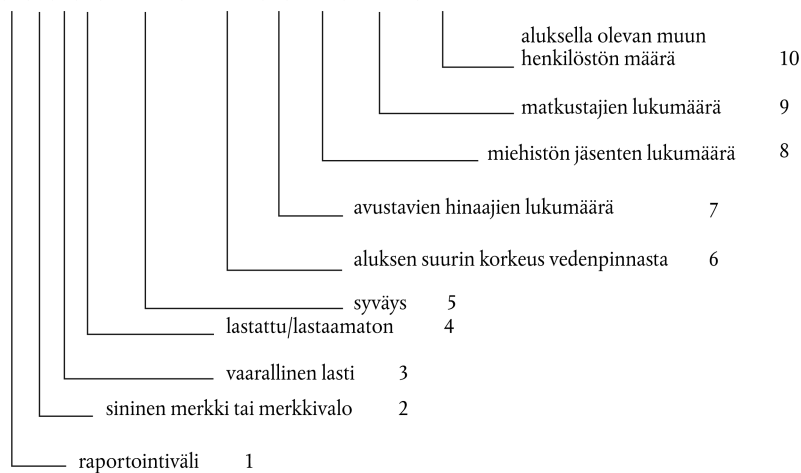 aluksella olevan muun
henkilöstön määrä 10
matkustajien lukumäärä 9
miehistön jäsenten lukumäärä 8
avustavien hinaajien lukumäärä 7
aluksen suurin korkeus vedenpinnasta 6
syväys 5
lastattu/lastaamaton 4
vaarallinen lasti 3
sininen merkki tai merkkivalo 2
raportointiväli 1